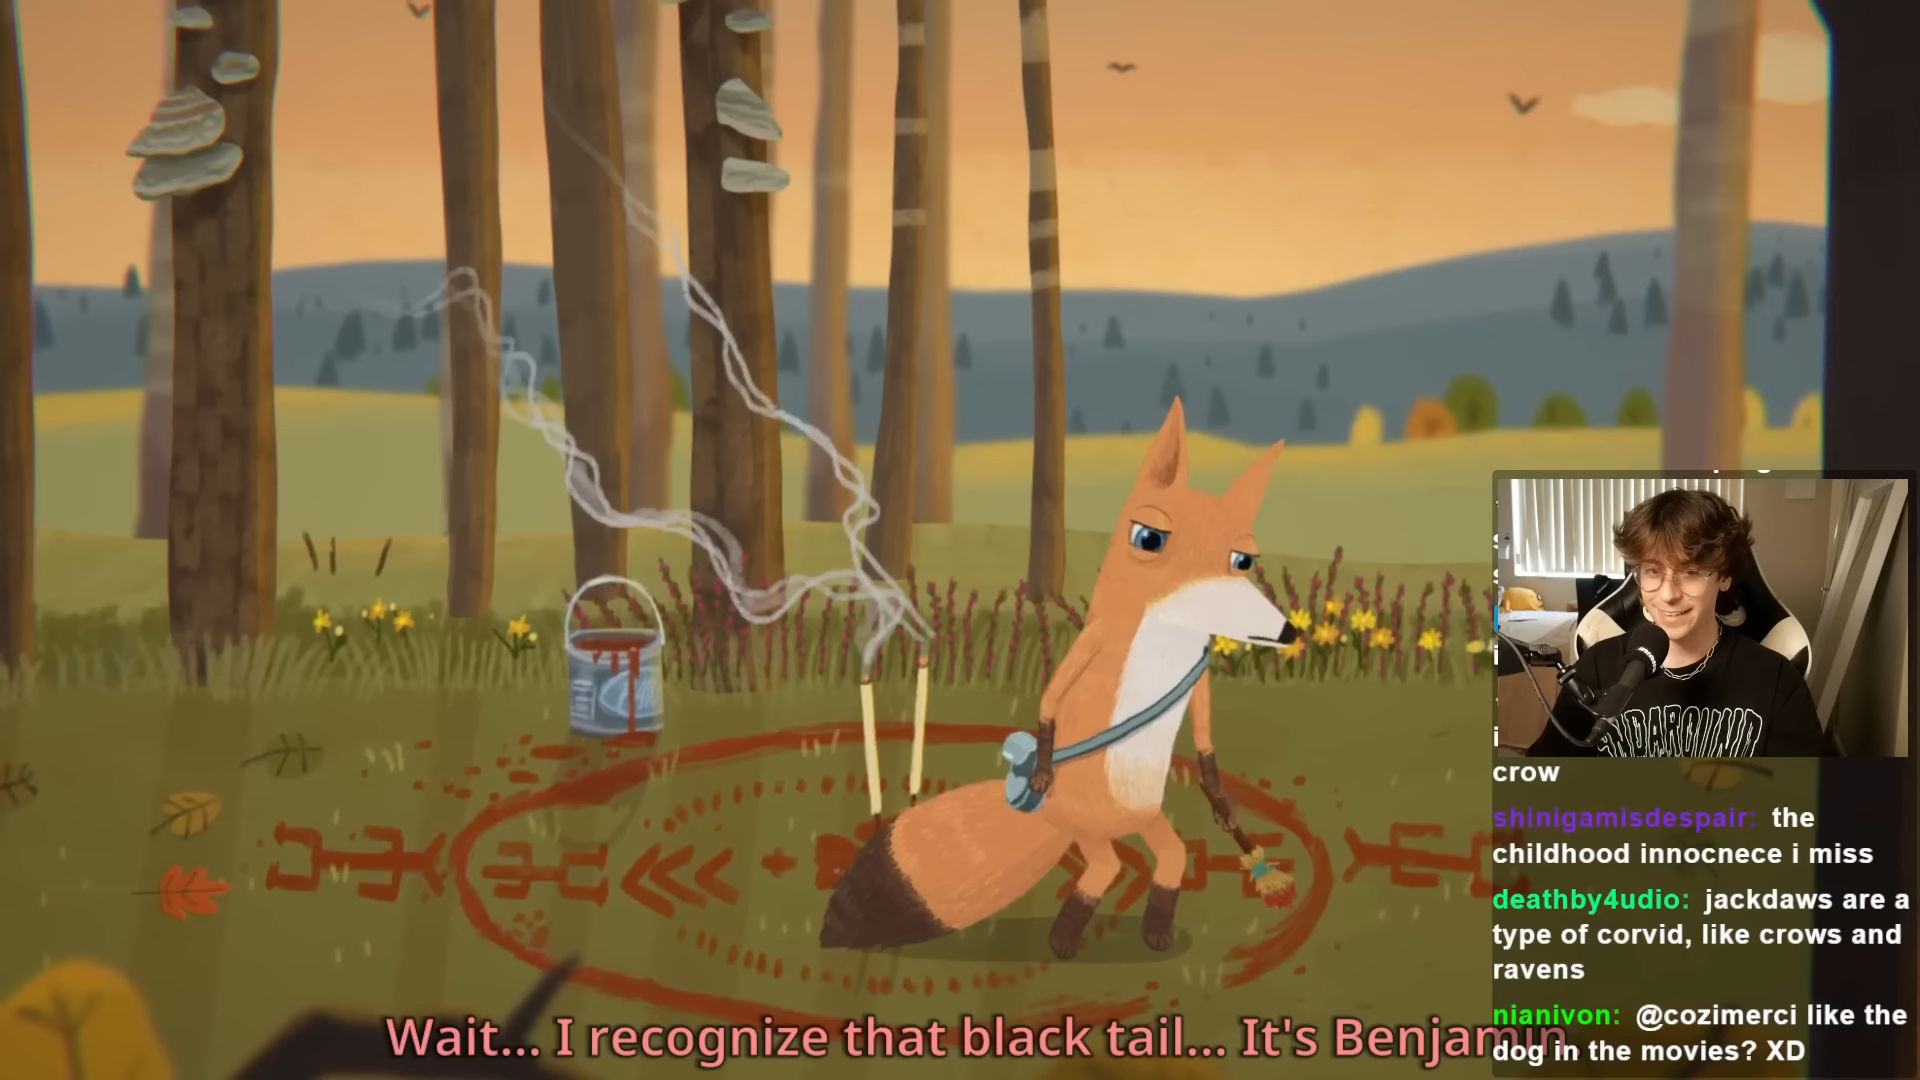 crow
shinigamisdespair: the
childhood innocnece i miss
deathby4udio: jackdaws are a
type of corvid, like crows and
ravens
nianivon: @cozimerci like the
dog in the movies? XD
Wait... I recognize that black tail... It's Benjamin.